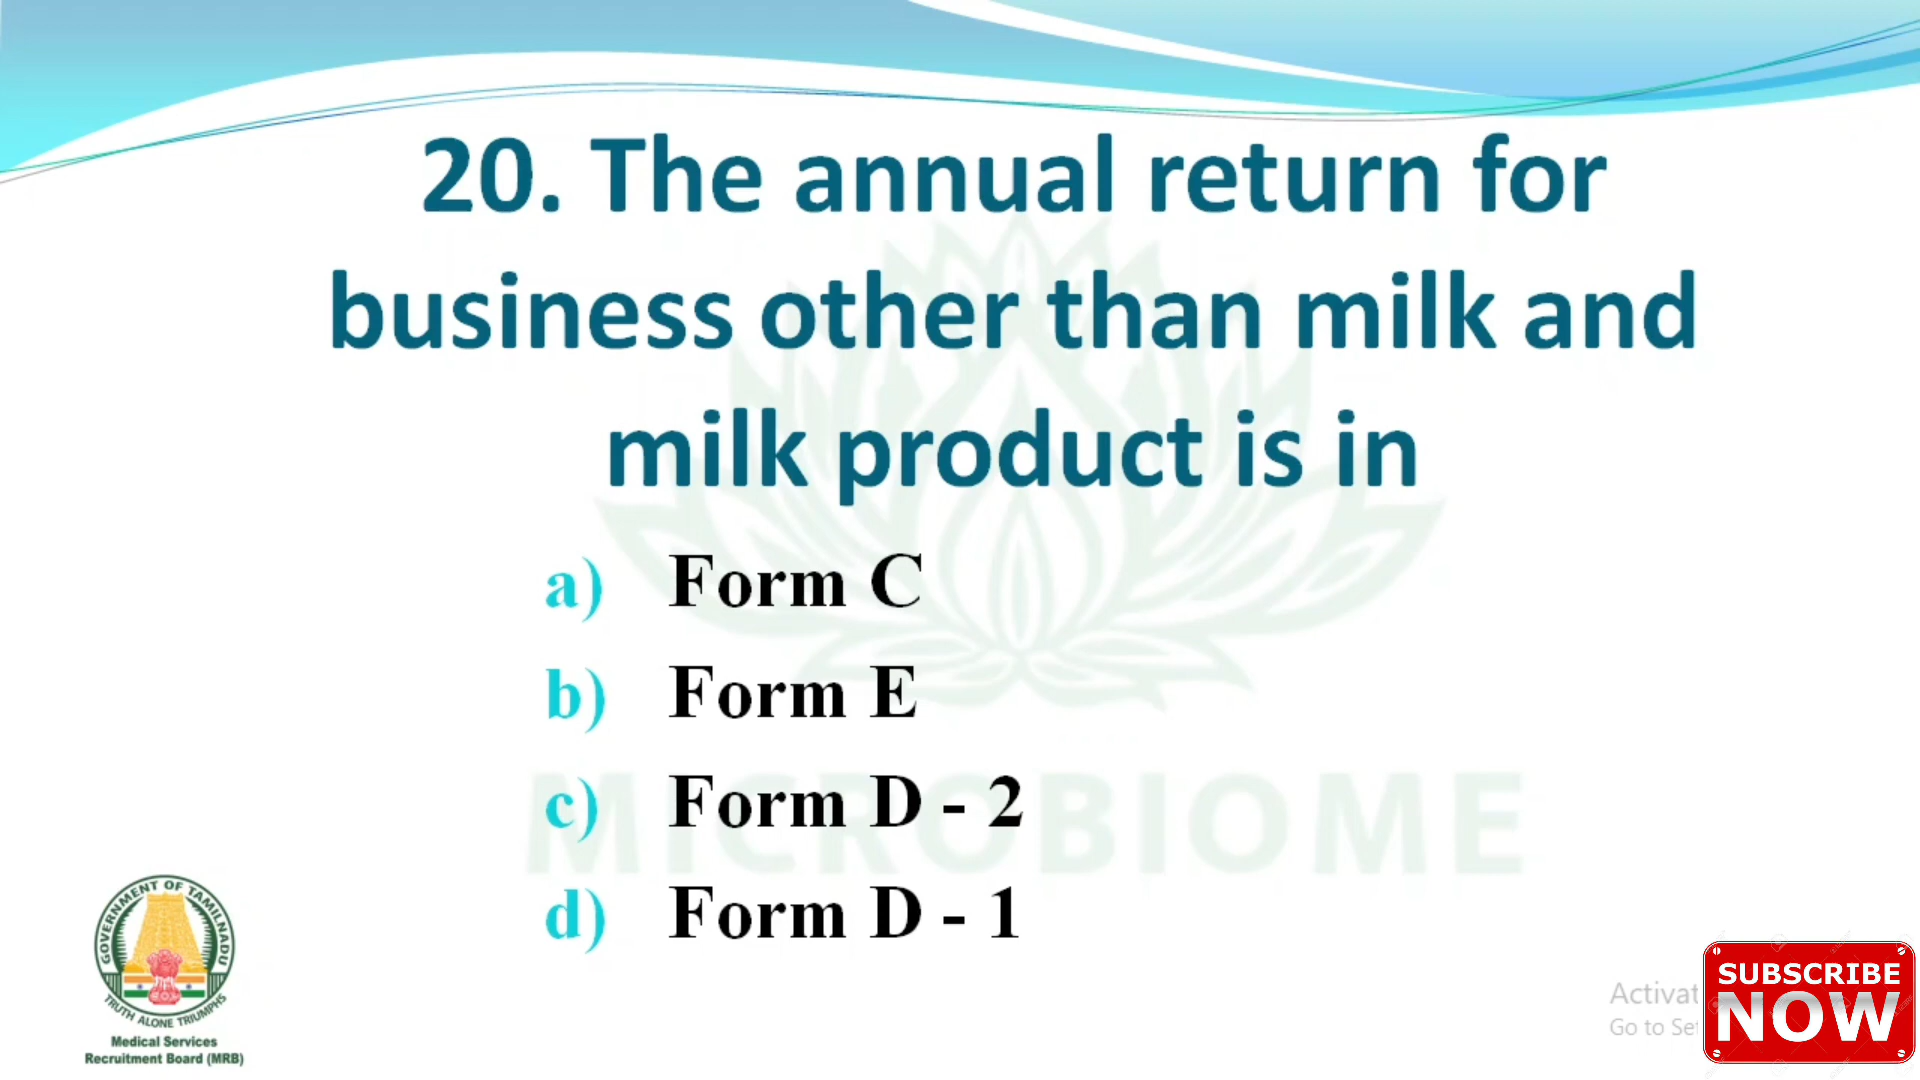 20. The annual return for
business other than milk and
milk product is in
a) Form C
b) Form E
c) Form D - 2
d) Form D - 1
MICROBIOME
GOVERNMENT OF TAMILNADU
TRUTH ALONE TRIUMPHS
Medical Services
Recruitment Board (MRB)
Activat
Go to Set
SUBSCRIBE
NOW